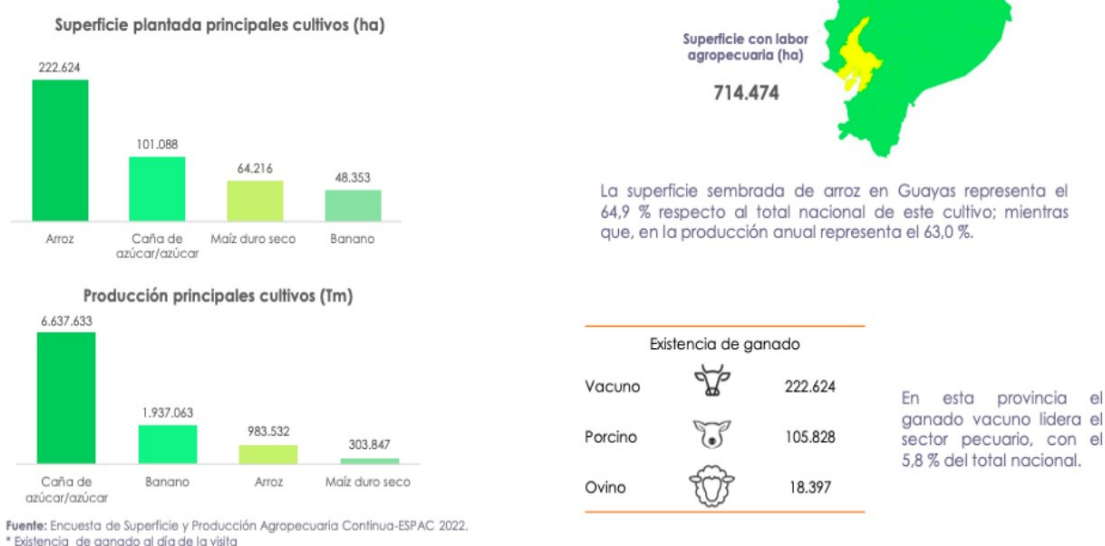 Superficie plantada principales cultivos (ha)
222.624
101.088
64.216
48.353
Arroz
Caña de
azúcar/azúcar
Maíz duro seco
Banano
Superficie con labor
agropecuaria (ha)
714.474
La superficie sembrada de arroz en Guayas representa el
64,9 % respecto al total nacional de este cultivo; mientras
que, en la producción anual representa el 63,0 %.
Producción principales cultivos (Tm)
6.637.633
1.937.063
983.532
303.847
Caña de
azúcar/azúcar
Banano
Arroz
Maíz duro seco
Existencia de ganado
Vacuno 222.624
Porcino 105.828
Ovino 18.397
En esta provincia el
ganado vacuno lidera el
sector pecuario, con el
5,8 % del total nacional.
Fuente: Encuesta de Superficie y Producción Agropecuaria Continua-ESPAC 2022.
* Existencia de ganado al día de la visita